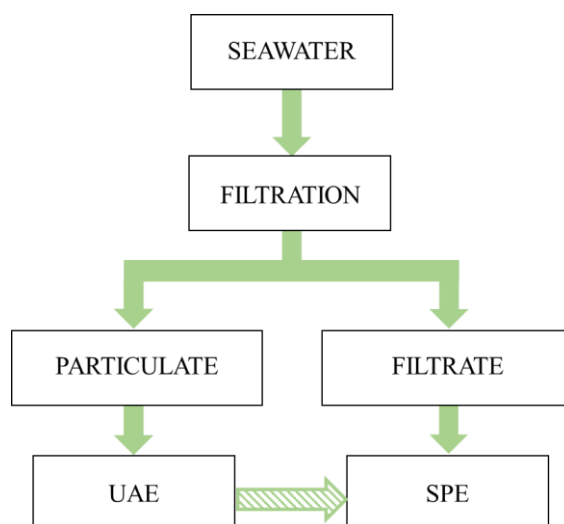 SEAWATER
FILTRATION
PARTICULATE
FILTRATE
UAE
SPE